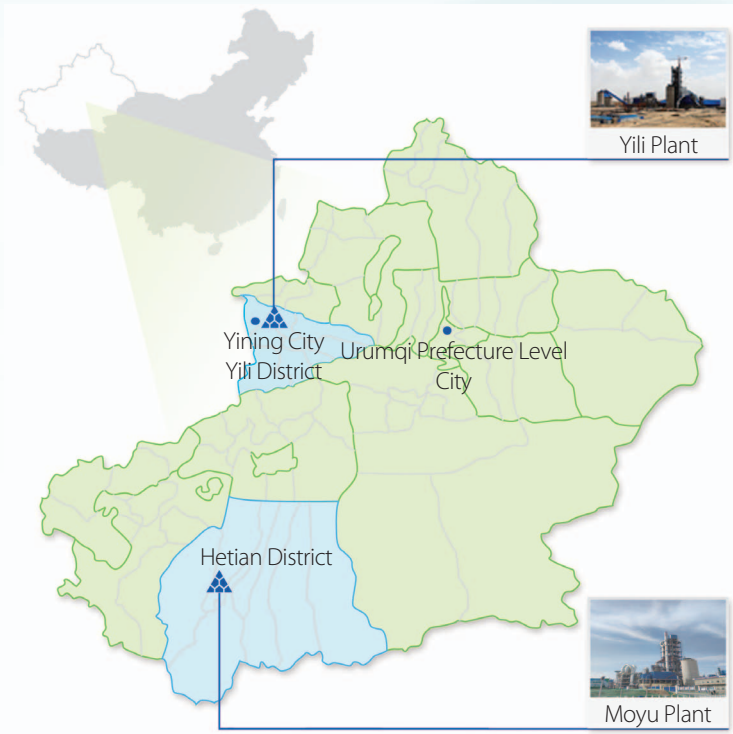 Yili Plant
Yining City
Yili District
Urumqi Prefecture Level
City
Hetian District
Moyu Plant